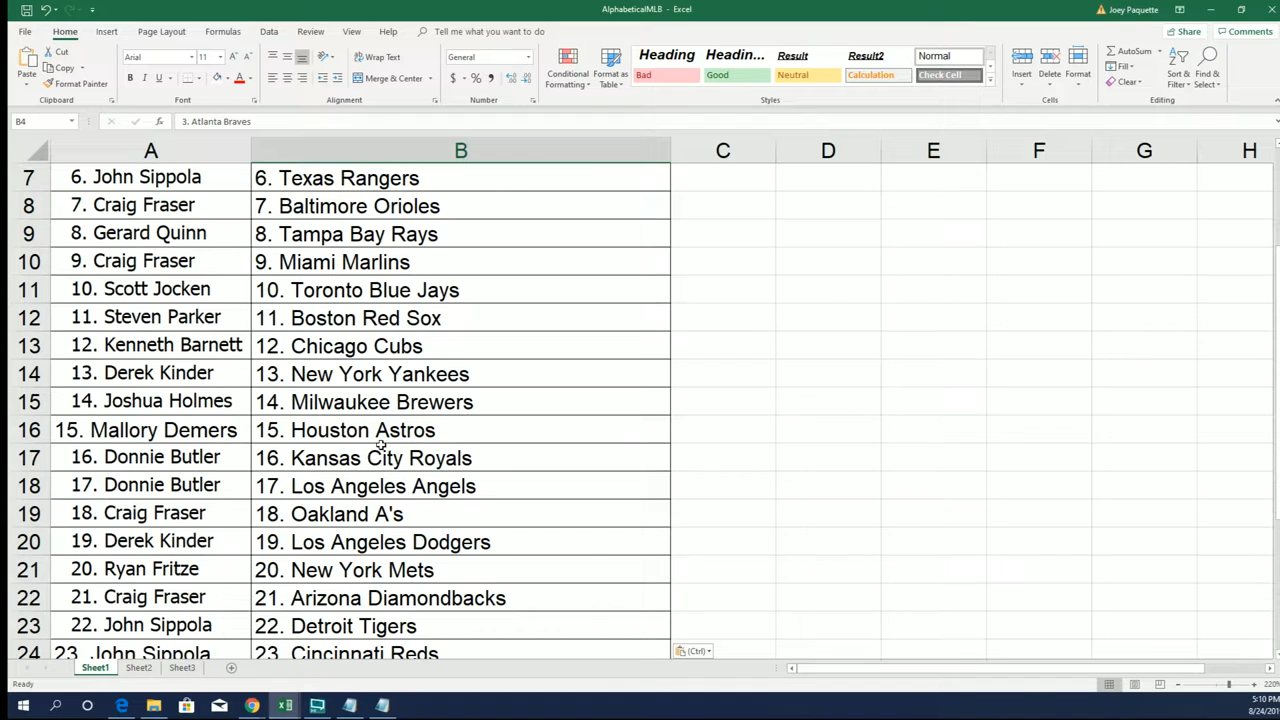 AlphabeticalMLB - Excel
Joey Paquette
File Home Insert Page Layout Formulas Data Review View Help Tell me what you want to do Share Comments
Paste Cut Copy Format Painter Clipboard
Arial 11 B I U A Font
Wrap Text Merge & Center Alignment
General $ % , Number
Conditional Formatting Format as Table
Heading Headin... Result Result2 Normal
Bad Good Neutral Calculation Check Cell
Styles
Insert Delete Format Cells
AutoSum Fill Clear Sort & Filter Find & Select Editing
B4 fx 3. Atlanta Braves
A B C D E F G H
7 6. John Sippola 6. Texas Rangers
8 7. Craig Fraser 7. Baltimore Orioles
9 8. Gerard Quinn 8. Tampa Bay Rays
10 9. Craig Fraser 9. Miami Marlins
11 10. Scott Jocken 10. Toronto Blue Jays
12 11. Steven Parker 11. Boston Red Sox
13 12. Kenneth Barnett 12. Chicago Cubs
14 13. Derek Kinder 13. New York Yankees
15 14. Joshua Holmes 14. Milwaukee Brewers
16 15. Mallory Demers 15. Houston Astros
17 16. Donnie Butler 16. Kansas City Royals
18 17. Donnie Butler 17. Los Angeles Angels
19 18. Craig Fraser 18. Oakland A's
20 19. Derek Kinder 19. Los Angeles Dodgers
21 20. Ryan Fritze 20. New York Mets
22 21. Craig Fraser 21. Arizona Diamondbacks
23 22. John Sippola 22. Detroit Tigers
24 23. John Sippola 23. Cincinnati Reds
(Ctrl)
Sheet1 Sheet2 Sheet3
Ready 220%
5:10 PM
8/24/201